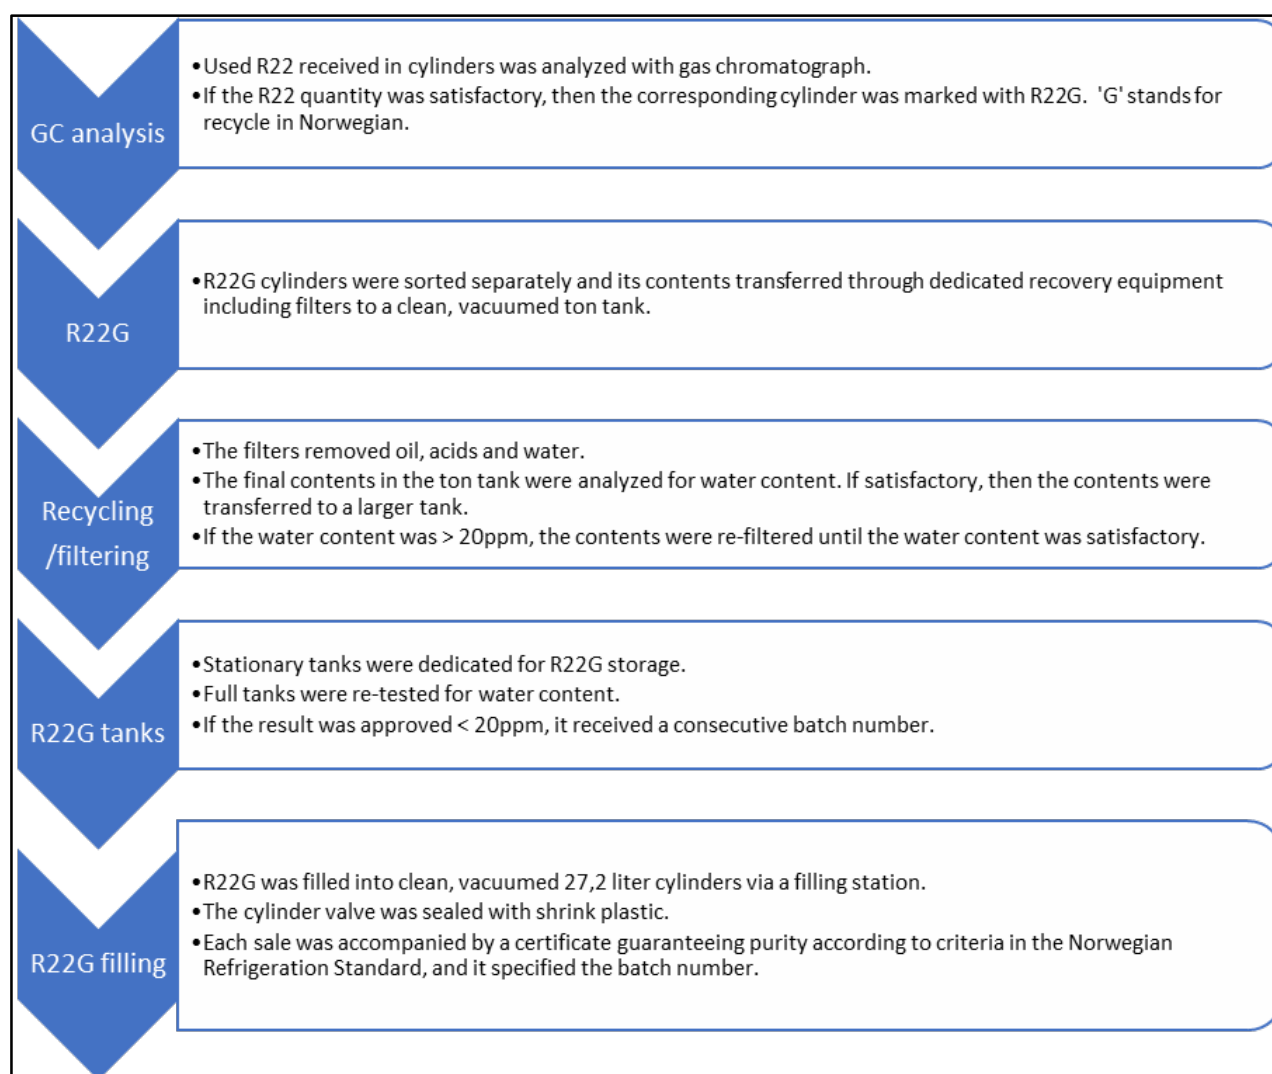 GC analysis
•Used R22 received in cylinders was analyzed with gas chromatograph.
•If the R22 quantity was satisfactory, then the corresponding cylinder was marked with R22G. 'G' stands for
recycle in Norwegian.
R22G
•R22G cylinders were sorted separately and its contents transferred through dedicated recovery equipment
including filters to a clean, vacuumed ton tank.
Recycling
/filtering
•The filters removed oil, acids and water.
•The final contents in the ton tank were analyzed for water content. If satisfactory, then the contents were
transferred to a larger tank.
•If the water content was > 20ppm, the contents were re-filtered until the water content was satisfactory.
R22G tanks
•Stationary tanks were dedicated for R22G storage.
•Full tanks were re-tested for water content.
•If the result was approved < 20ppm, it received a consecutive batch number.
R22G filling
•R22G was filled into clean, vacuumed 27,2 liter cylinders via a filling station.
•The cylinder valve was sealed with shrink plastic.
•Each sale was accompanied by a certificate guaranteeing purity according to criteria in the Norwegian
Refrigeration Standard, and it specified the batch number.